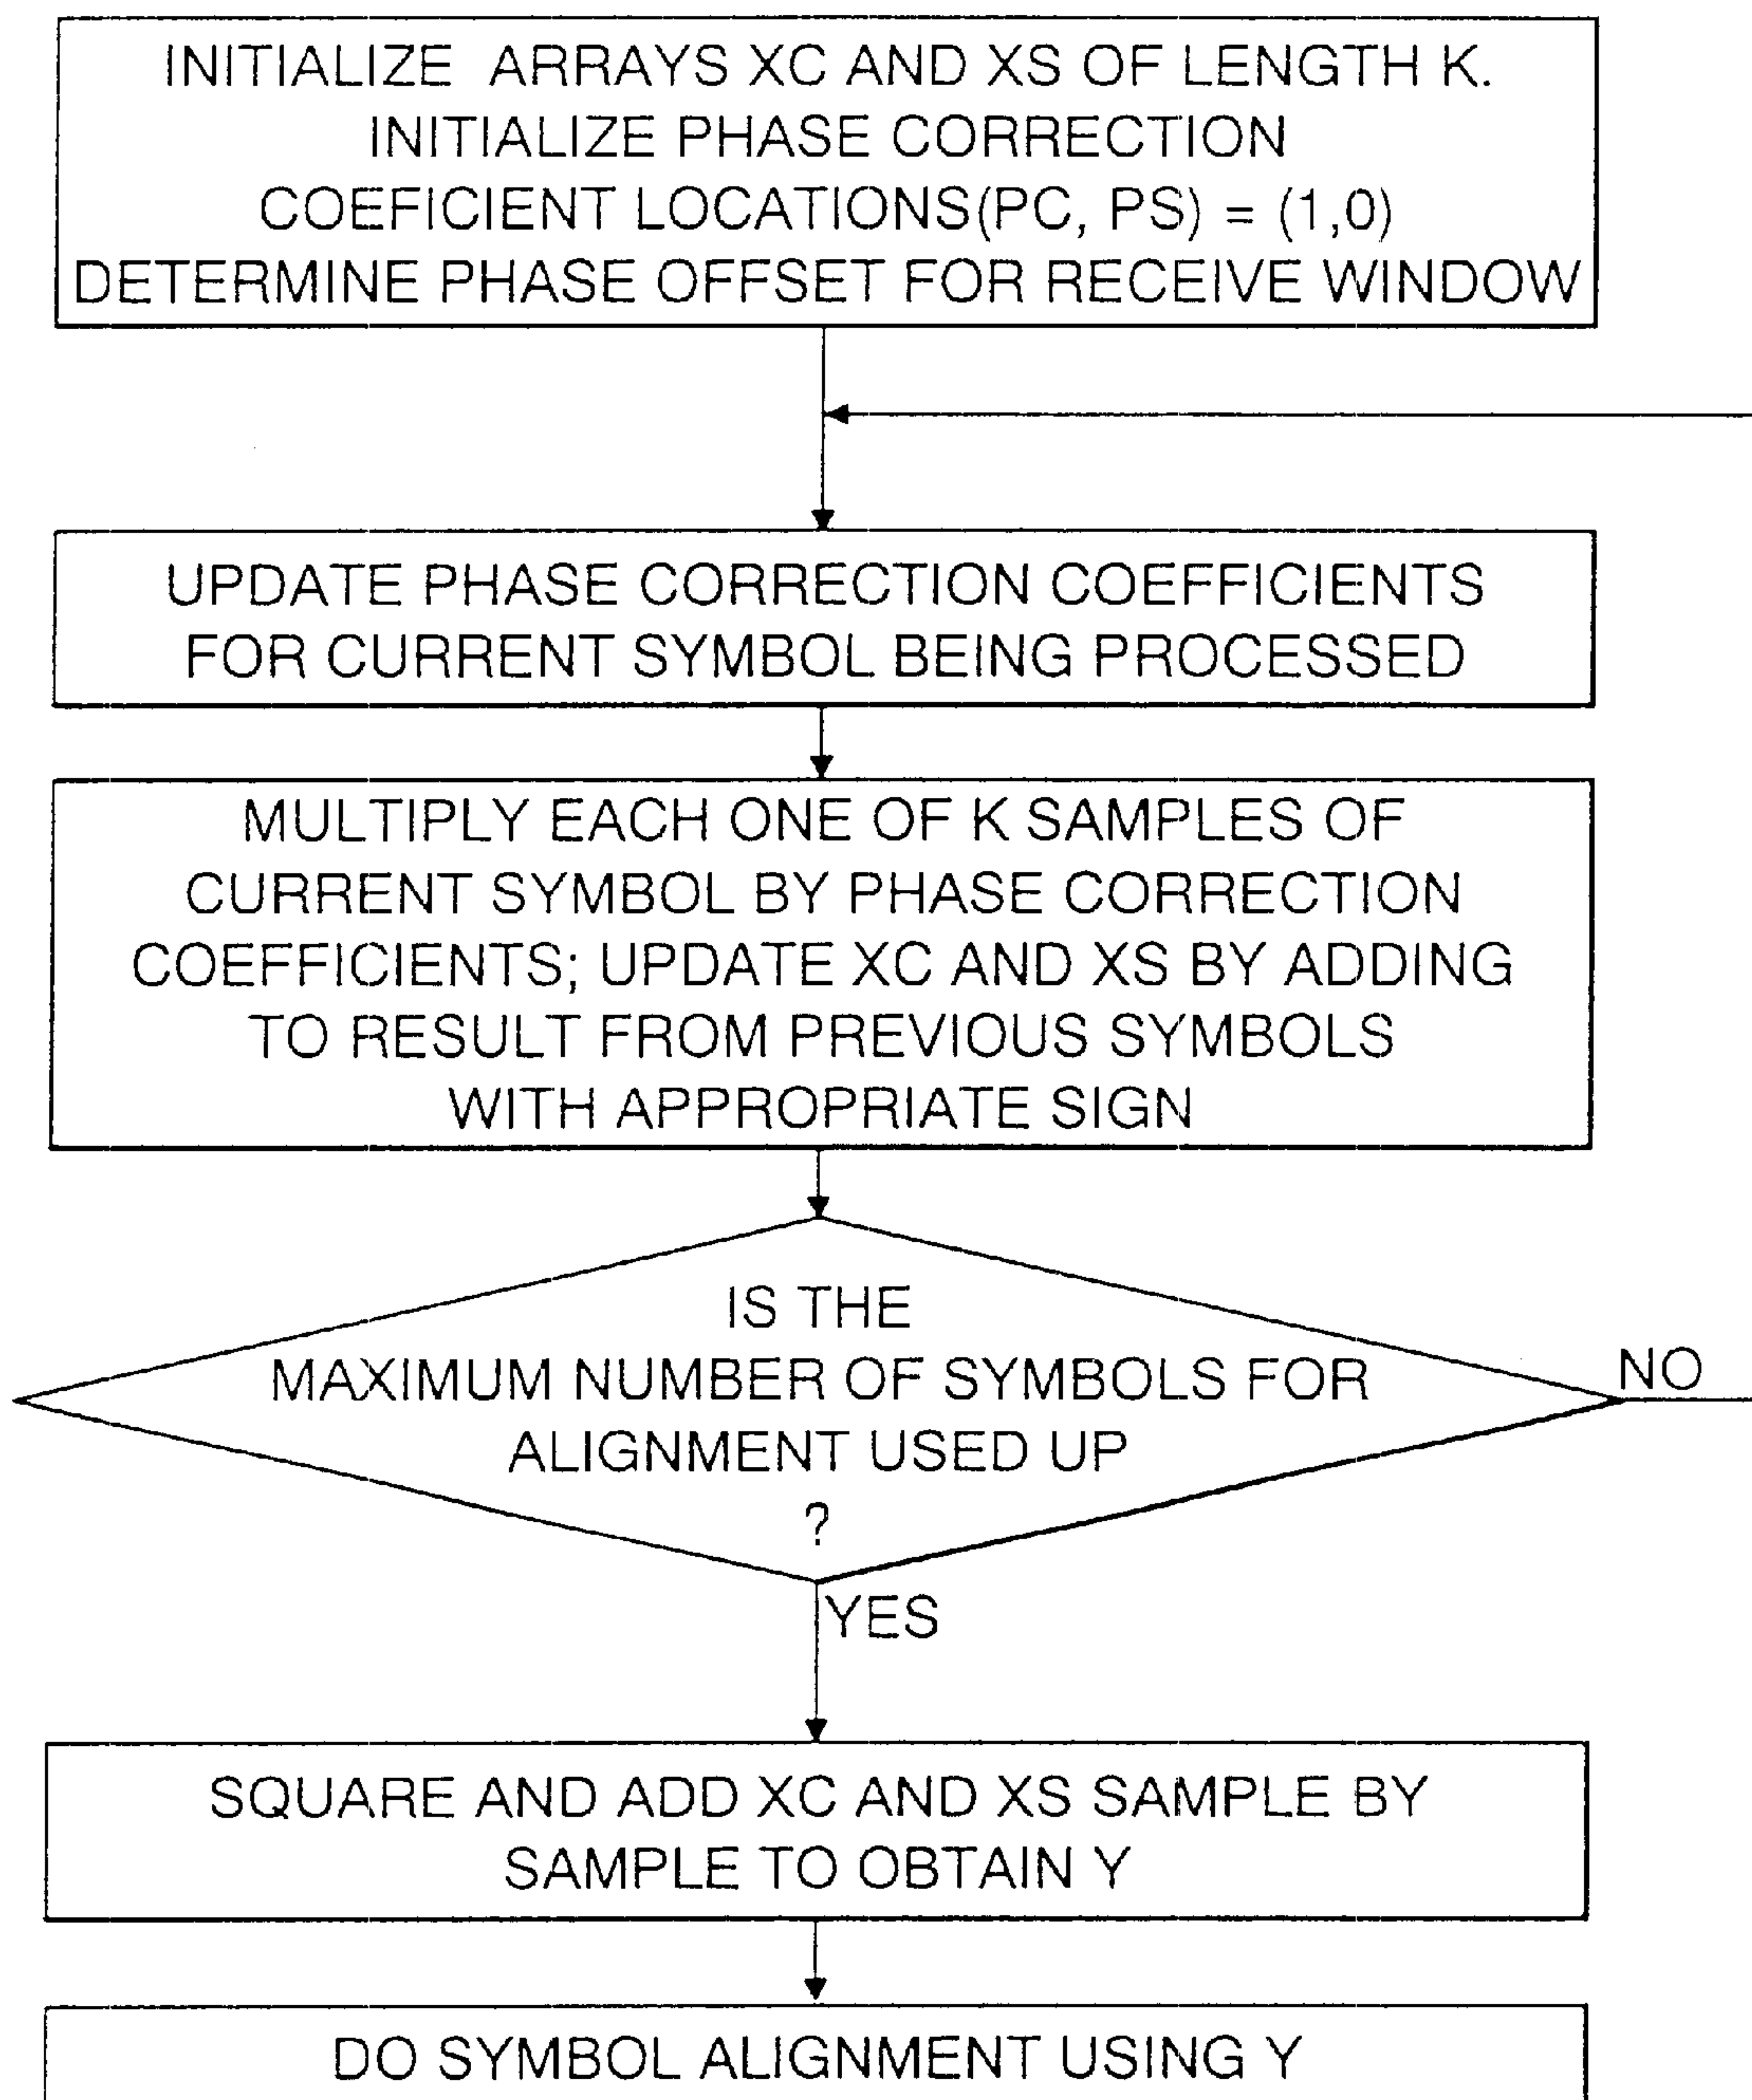 INITIALIZE ARRAYS XC AND XS OF LENGTH K.
INITIALIZE PHASE CORRECTION
COEFICIENT LOCATIONS(PC, PS) = (1,0)
DETERMINE PHASE OFFSET FOR RECEIVE WINDOW
UPDATE PHASE CORRECTION COEFFICIENTS
FOR CURRENT SYMBOL BEING PROCESSED
MULTIPLY EACH ONE OF K SAMPLES OF
CURRENT SYMBOL BY PHASE CORRECTION
COEFFICIENTS; UPDATE XC AND XS BY ADDING
TO RESULT FROM PREVIOUS SYMBOLS
WITH APPROPRIATE SIGN
IS THE
MAXIMUM NUMBER OF SYMBOLS FOR
ALIGNMENT USED UP
?
NO
YES
SQUARE AND ADD XC AND XS SAMPLE BY
SAMPLE TO OBTAIN Y
DO SYMBOL ALIGNMENT USING Y